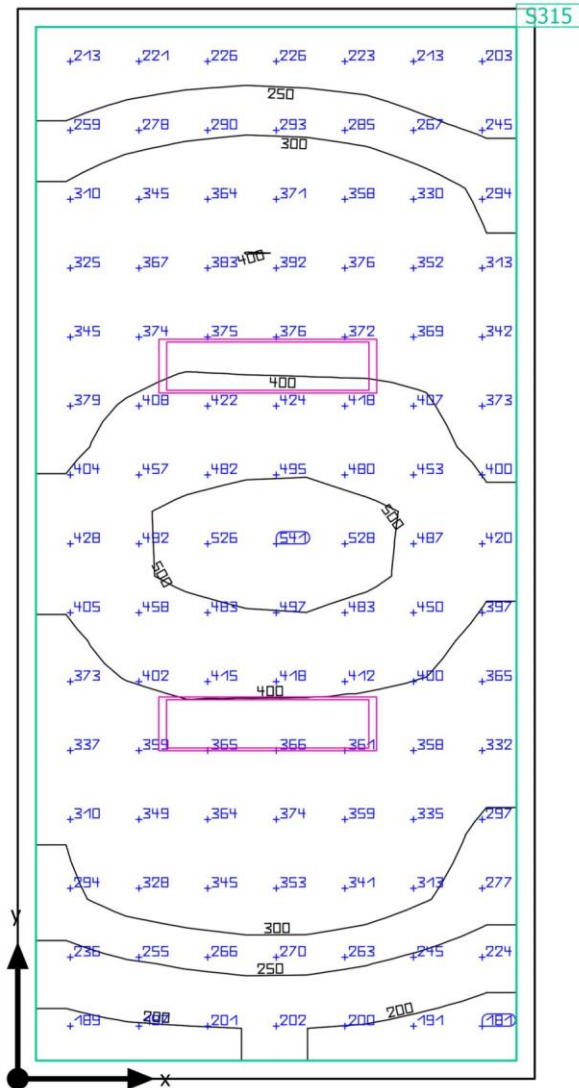 S315
+213 +221 +226 +226 +223 +213 +203
250
+259 +278 +290 +293 +285 +267 +245
300
+310 +345 +364 +371 +358 +330 +294
400
+325 +367 +383 +392 +376 +352 +313
+345 +374 +375 +376 +372 +369 +342
400
+379 +408 +422 +424 +418 +407 +373
+404 +457 +482 +495 +480 +453 +400
500
+428 +492 +526 +541 +528 +487 +420
500
+405 +458 +483 +497 +483 +450 +397
+373 +402 +415 +418 +412 +400 +365
400
+337 +359 +365 +366 +361 +358 +332
+310 +349 +364 +374 +359 +335 +297
+294 +328 +345 +353 +341 +313 +277
y
300
+236 +255 +266 +270 +263 +245 +224
250
200 200
+189 +201 +202 +200 +191 +181
x